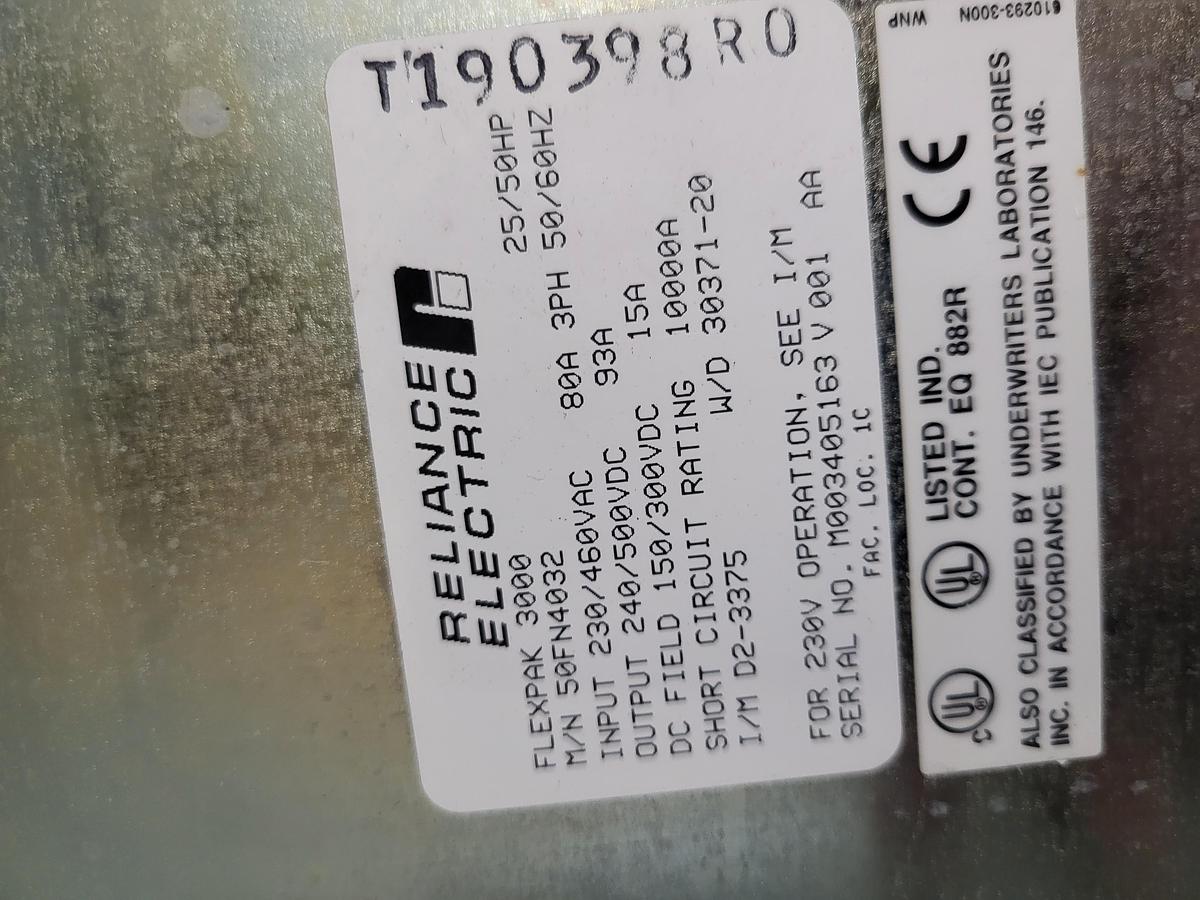 T190398R0
RELIANCE
ELECTRIC
FLEXPAK 3000 25/50HP
M/N 50FN4032
INPUT 230/460VAC 80A 3PH 50/60HZ
OUTPUT 240/500VDC 93A
DC FIELD 150/300VDC 15A
SHORT CIRCUIT RATING 10000A
I/M D2-3375 W/D 30371-20
FOR 230V OPERATION, SEE I/M
SERIAL NO. M003405163 V 001 AA
FAC. LOC. 1C
c UL UL LISTED IND.
CONT. EQ 882R CE
ALSO CLASSIFIED BY UNDERWRITERS LABORATORIES
INC. IN ACCORDANCE WITH IEC PUBLICATION 146.
610293-300N
WNP